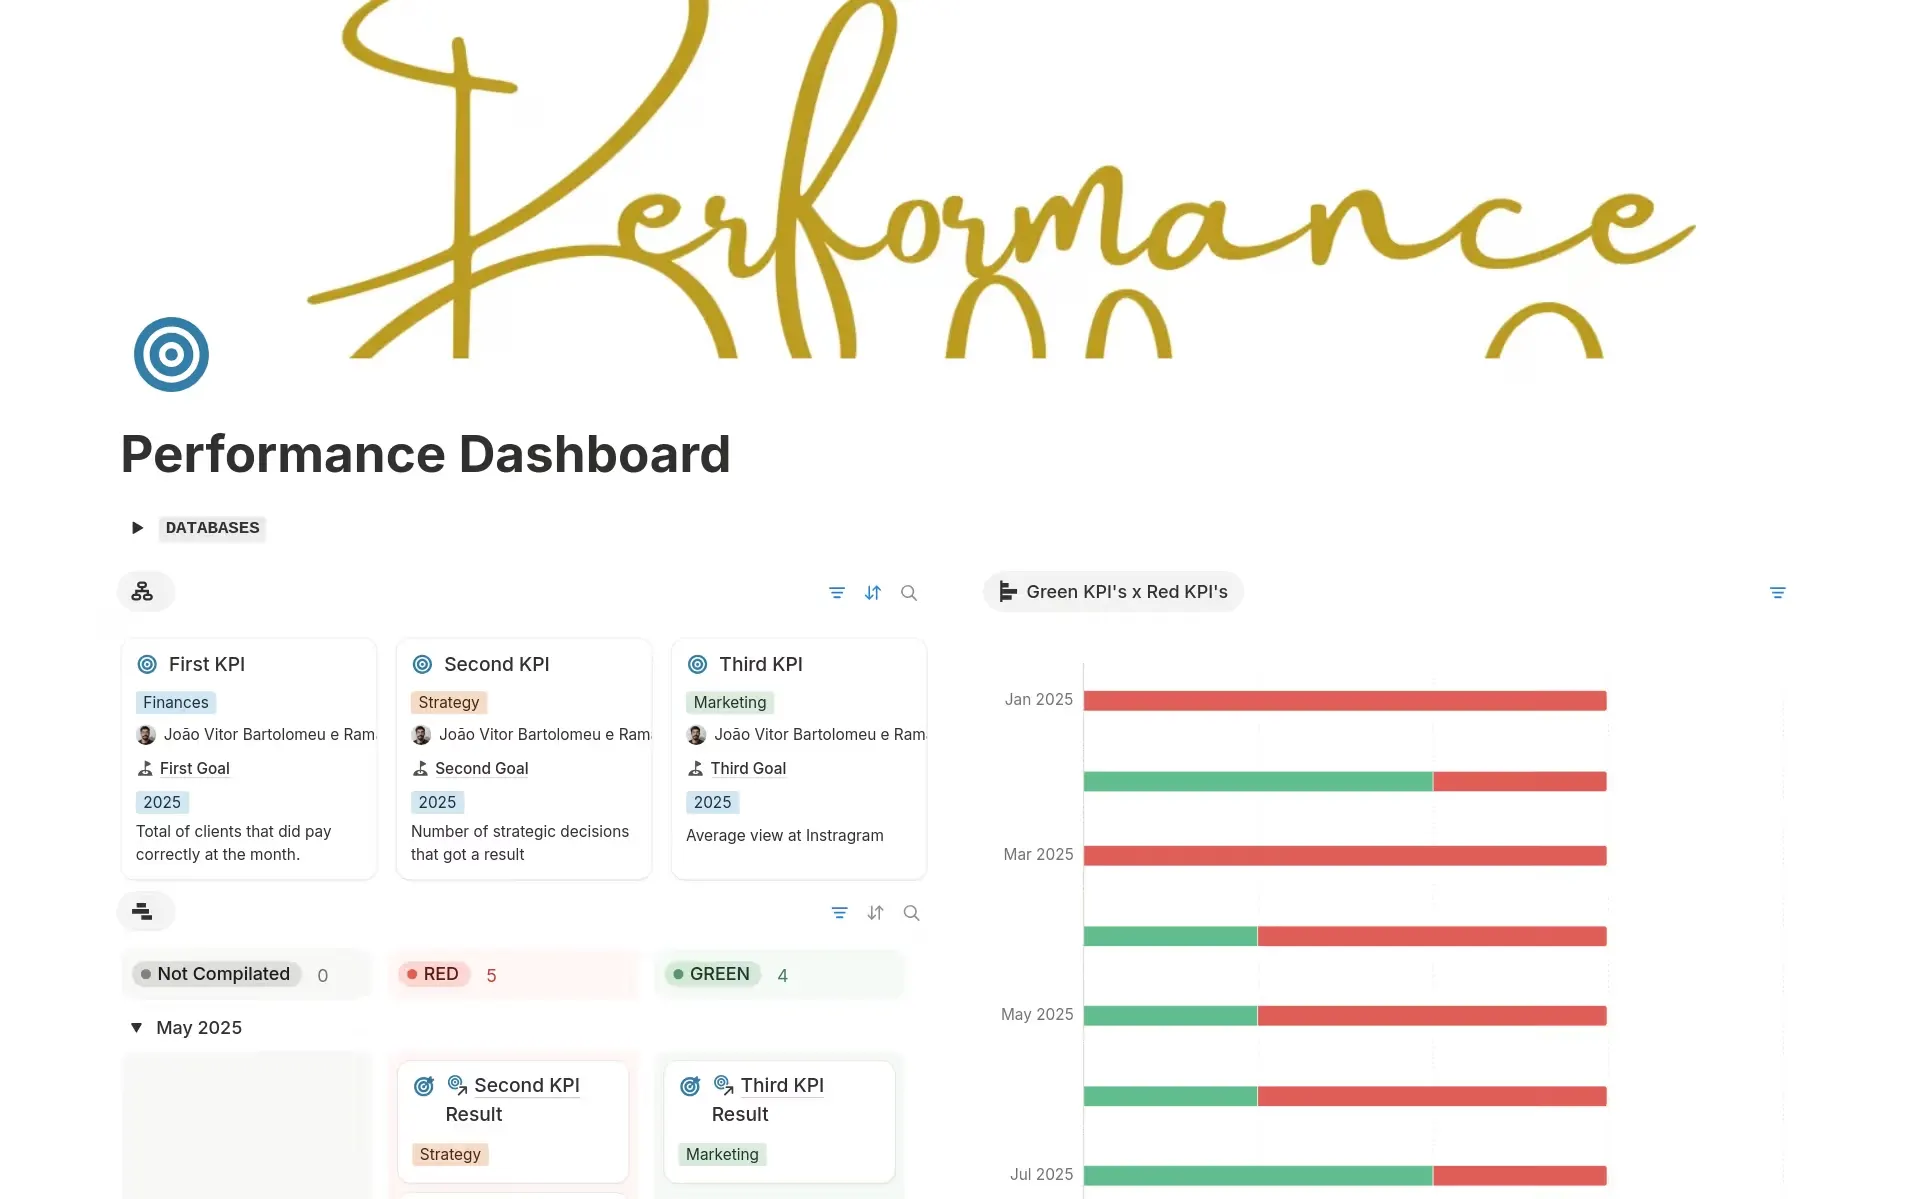 Performance
Performance Dashboard
DATABASES
First KPI
Finances
João Vitor Bartolomeu e Ram
First Goal
2025
Total of clients that did pay
correctly at the month.
Second KPI
Strategy
João Vitor Bartolomeu e Ram
Second Goal
2025
Number of strategic decisions
that got a result
Third KPI
Marketing
João Vitor Bartolomeu e Ram
Third Goal
2025
Average view at Instragram
Not Compilated 0
RED 5
GREEN 4
May 2025
Second KPI
Result
Strategy
Third KPI
Result
Marketing
Green KPI's x Red KPI's
Jan 2025
Mar 2025
May 2025
Jul 2025